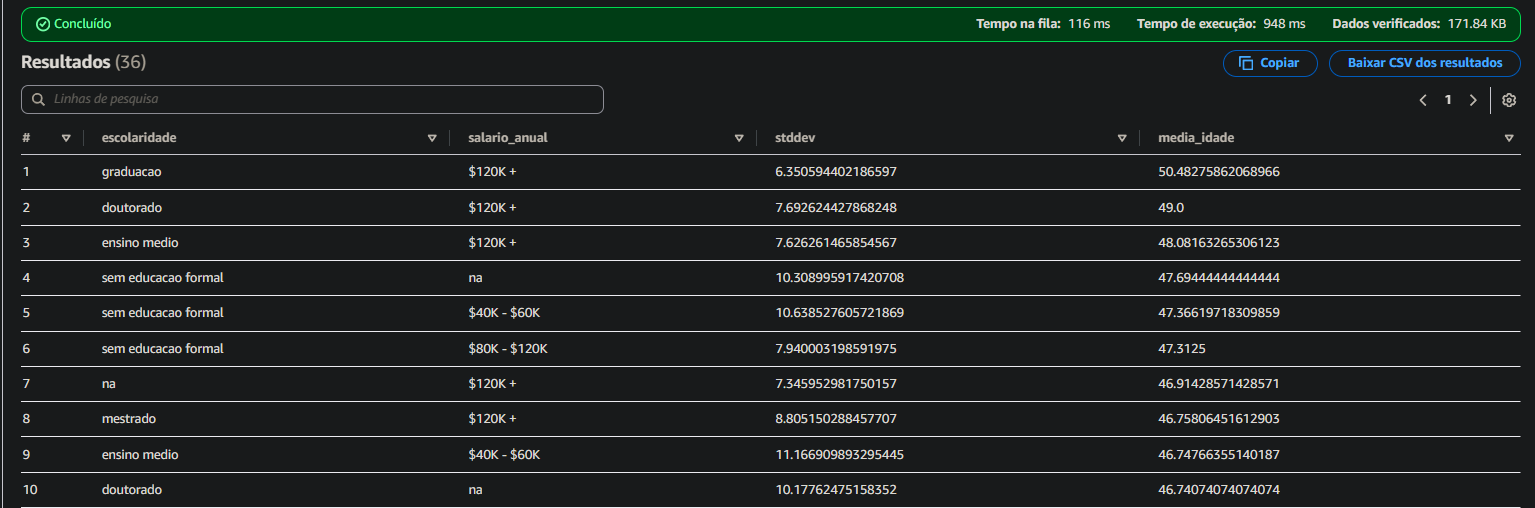 Concluído Tempo na fila: 116 ms Tempo de execução: 948 ms Dados verificados: 171.84 KB
Resultados (36) Copiar Baixar CSV dos resultados
Linhas de pesquisa 1
# escolaridade salario_anual stddev media_idade
1 graduacao $120K + 6.350594402186597 50.48275862068966
2 doutorado $120K + 7.692624427868248 49.0
3 ensino medio $120K + 7.626261465854567 48.08163265306123
4 sem educacao formal na 10.308995917420708 47.69444444444444
5 sem educacao formal $40K - $60K 10.638527605721869 47.36619718309859
6 sem educacao formal $80K - $120K 7.940003198591975 47.3125
7 na $120K + 7.345952981750157 46.91428571428571
8 mestrado $120K + 8.805150288457707 46.75806451612903
9 ensino medio $40K - $60K 11.166909893295445 46.74766355140187
10 doutorado na 10.17762475158352 46.74074074074074